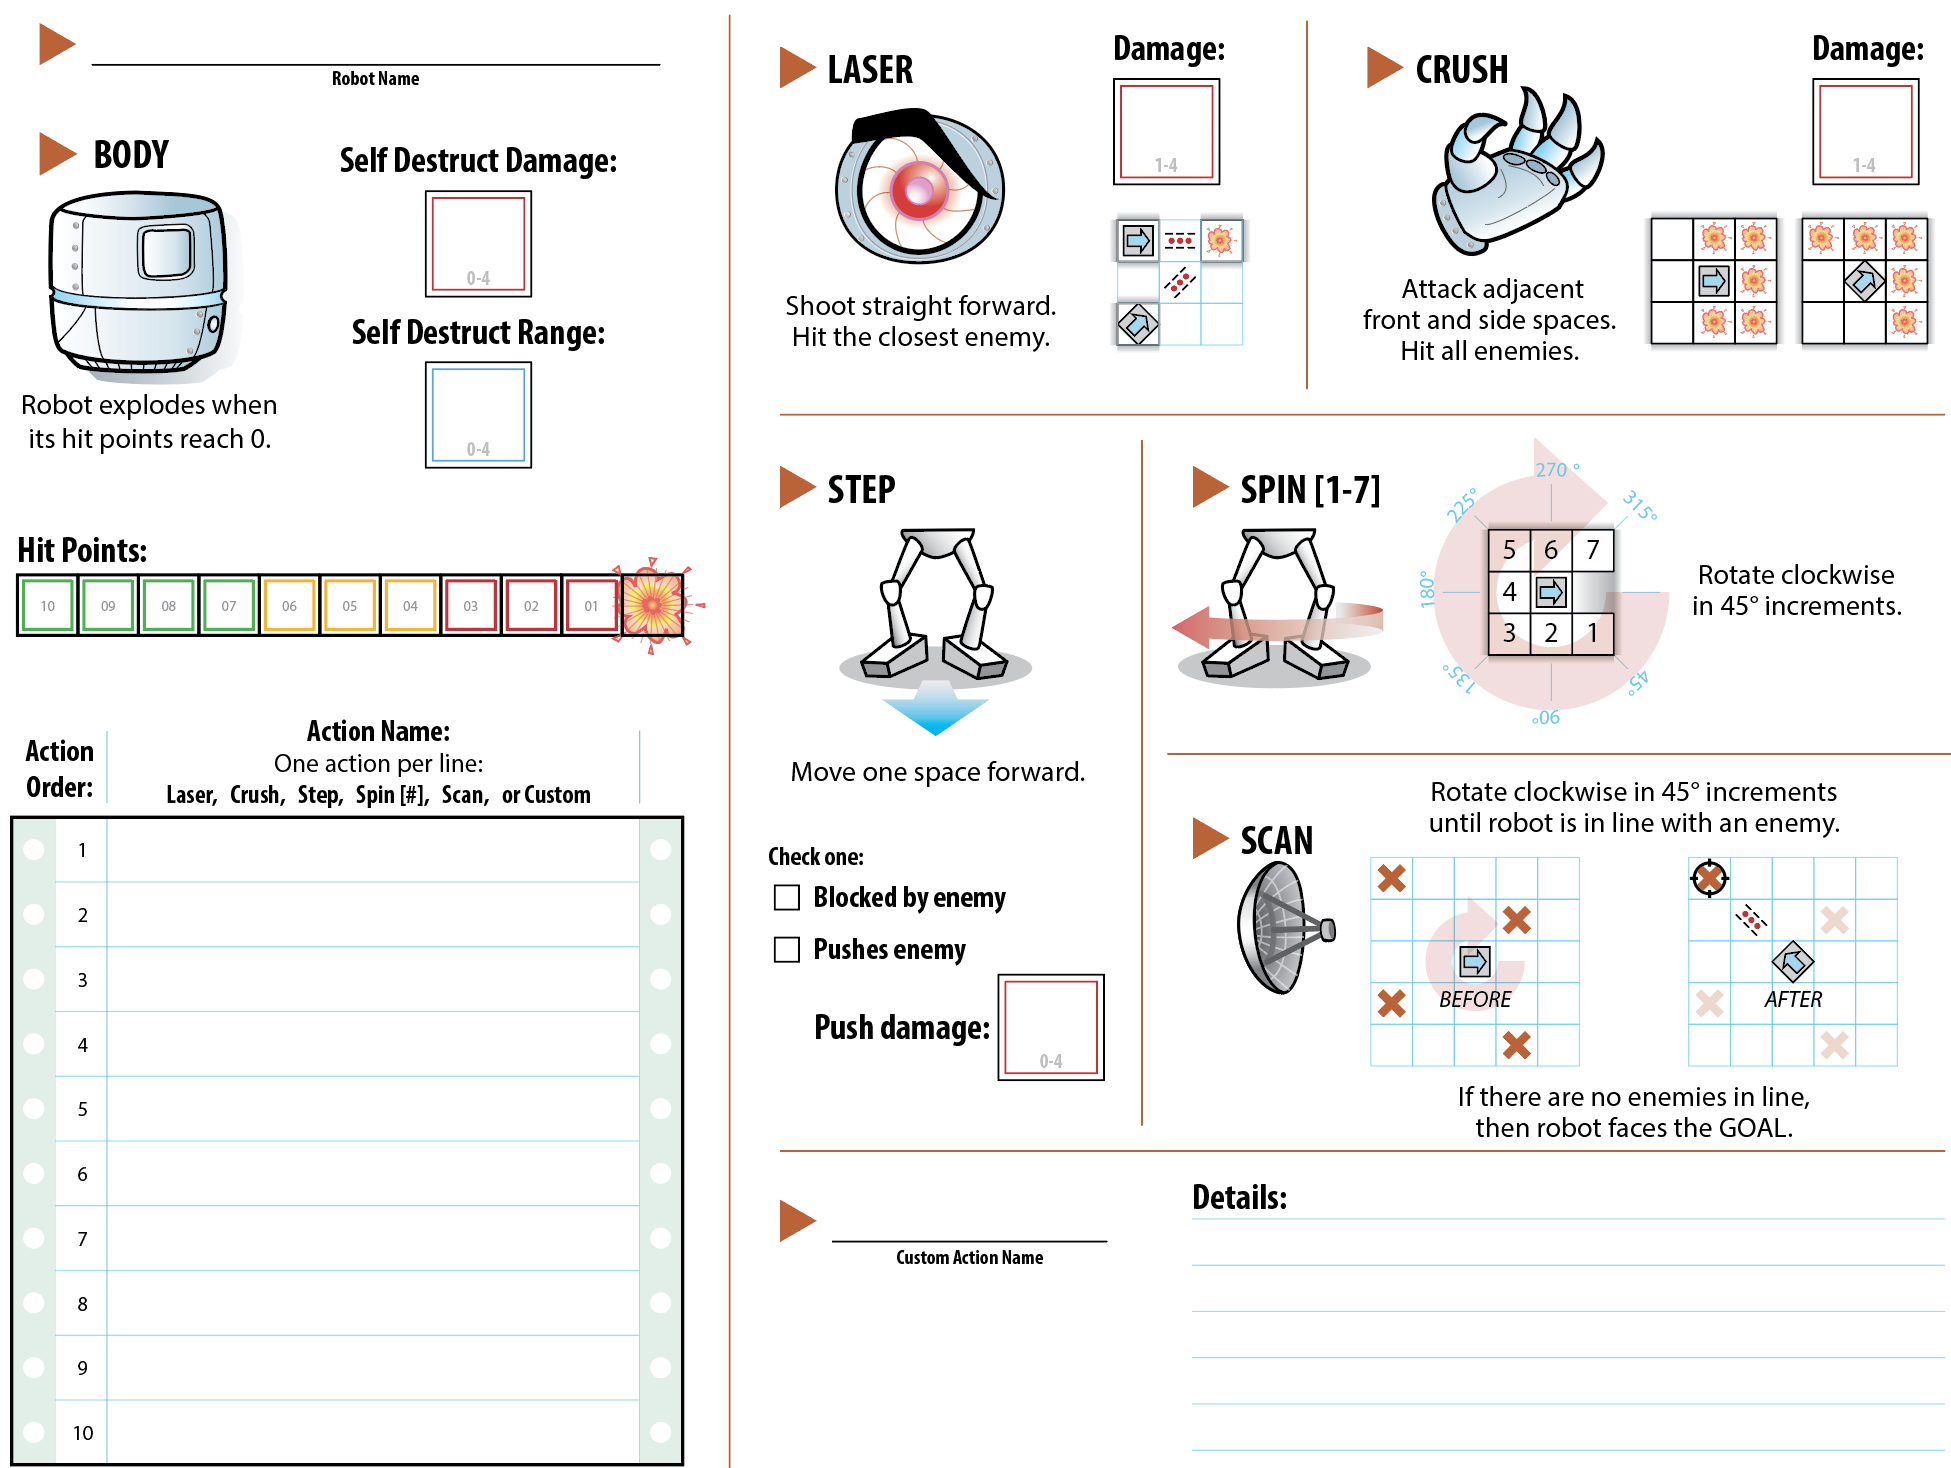 Robot Name
BODY
Self Destruct Damage:
0-4
Self Destruct Range:
0-4
Robot explodes when
its hit points reach 0.
Hit Points:
10 09 08 07 06 05 04 03 02 01
Action
Order:
Action Name:
One action per line:
Laser, Crush, Step, Spin [#], Scan, or Custom
1
2
3
4
5
6
7
8
9
10
LASER
Damage:
1-4
Shoot straight forward.
Hit the closest enemy.
CRUSH
Damage:
1-4
Attack adjacent
front and side spaces.
Hit all enemies.
STEP
Move one space forward.
Check one:
Blocked by enemy
Pushes enemy
Push damage:
0-4
SPIN [1-7]
270 °
225°
315°
5 6 7
180°
4
3 2 1
135°
45°
90°
Rotate clockwise
in 45° increments.
SCAN
Rotate clockwise in 45° increments
until robot is in line with an enemy.
BEFORE
AFTER
If there are no enemies in line,
then robot faces the GOAL.
Custom Action Name
Details: